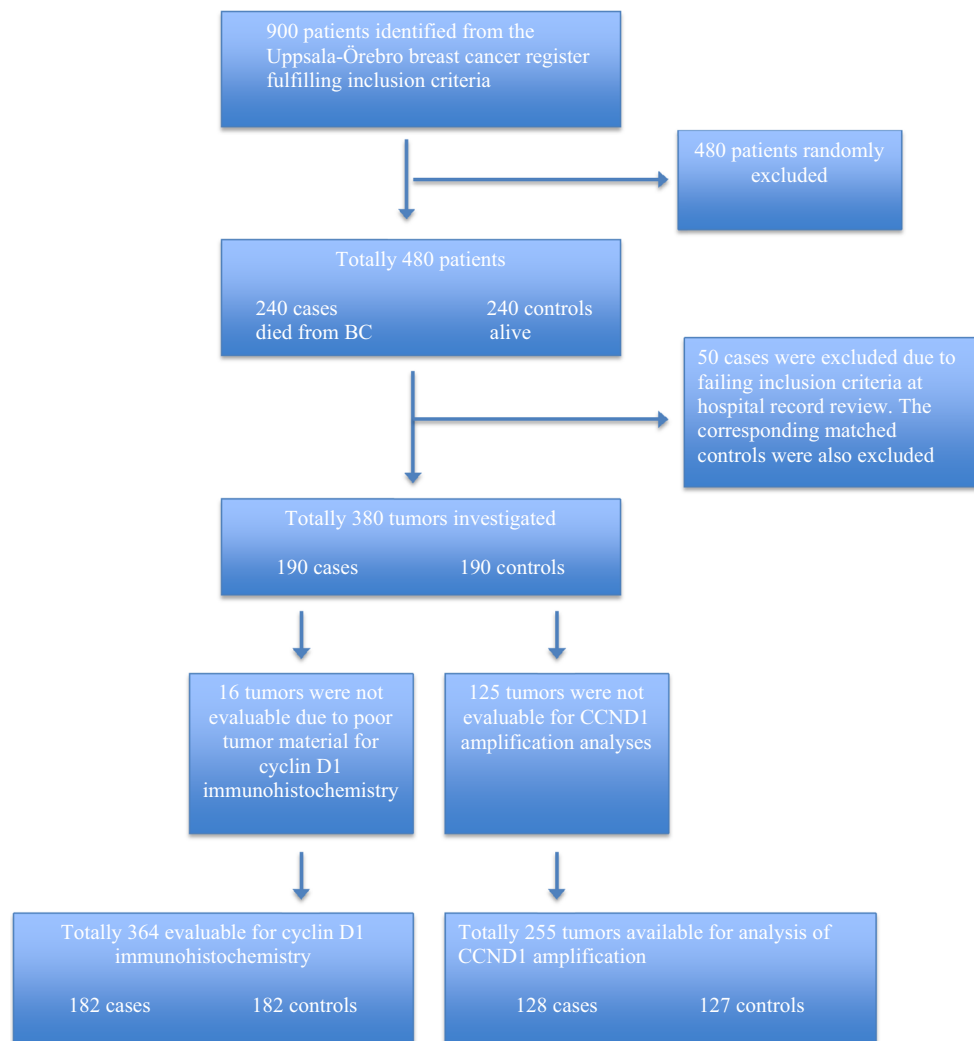 900 patients identified from the
Uppsala-Örebro breast cancer register
fulfilling inclusion criteria
480 patients randomly
excluded
Totally 480 patients
240 cases 240 controls
died from BC alive
50 cases were excluded due to
failing inclusion criteria at
hospital record review. The
corresponding matched
controls were also excluded
Totally 380 tumors investigated
190 cases 190 controls
16 tumors were not
evaluable due to poor
tumor material for
cyclin D1
immunohistochemistry
125 tumors were not
evaluable for CCND1
amplification analyses
Totally 364 evaluable for cyclin D1
immunohistochemistry
182 cases 182 controls
Totally 255 tumors available for analysis of
CCND1 amplification
128 cases 127 controls